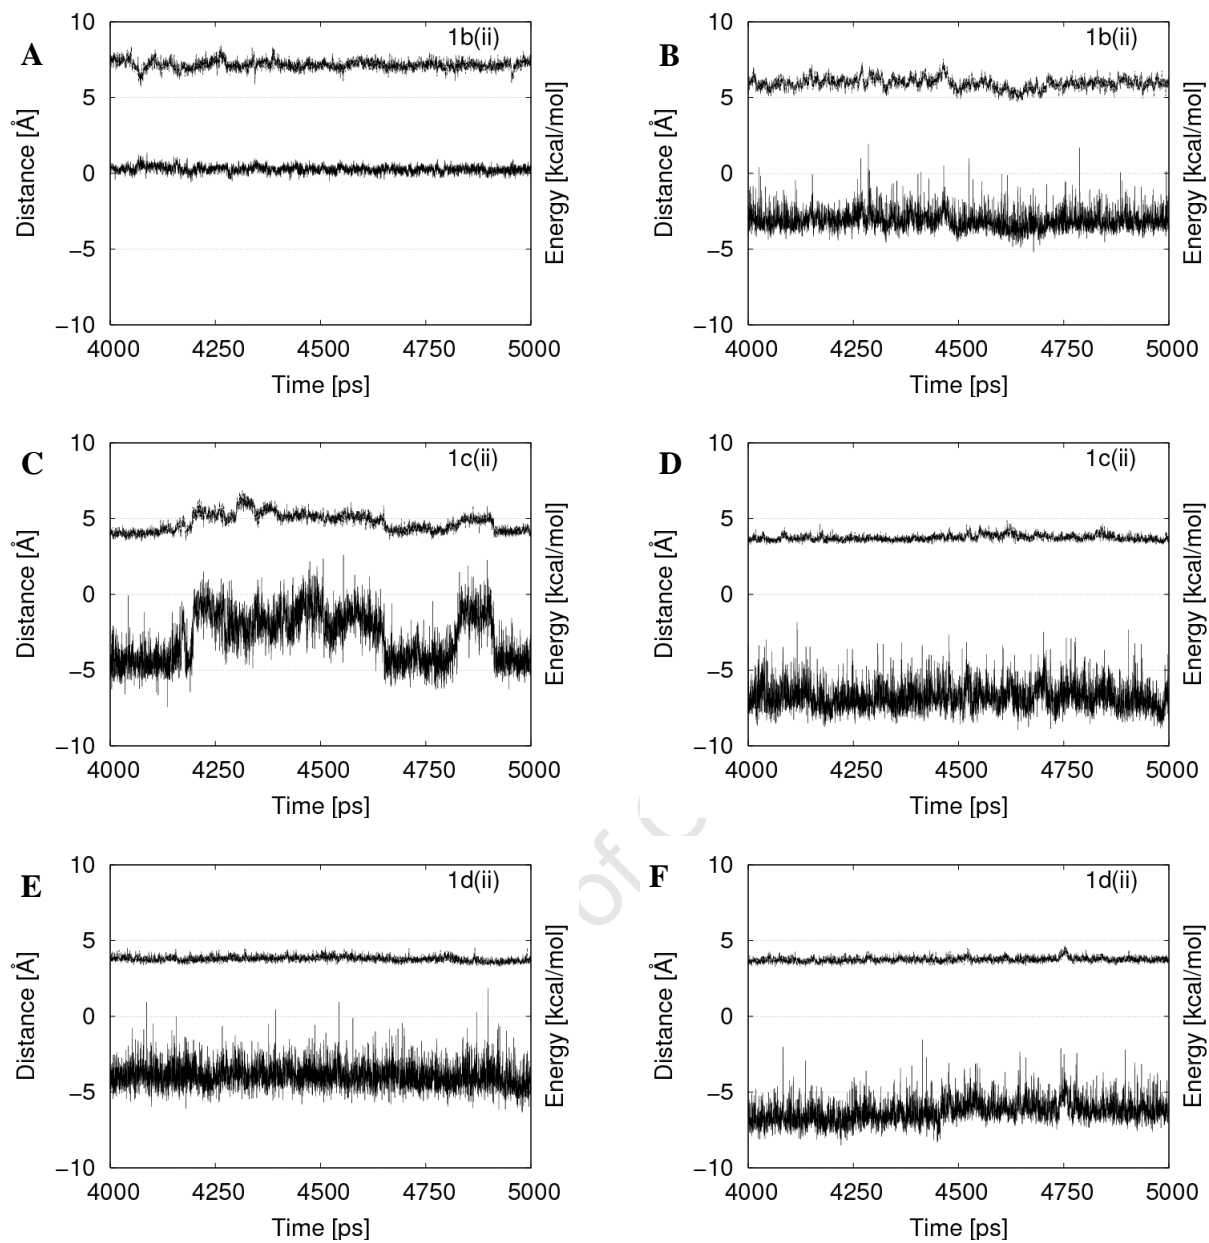 A
1b(ii)
10
5
0
−5
−10
Distance [Å]
Energy [kcal/mol]
4000 4250 4500 4750 5000
Time [ps]
B
1b(ii)
10
5
0
−5
−10
Distance [Å]
Energy [kcal/mol]
4000 4250 4500 4750 5000
Time [ps]
C
1c(ii)
10
5
0
−5
−10
Distance [Å]
Energy [kcal/mol]
4000 4250 4500 4750 5000
Time [ps]
D
1c(ii)
10
5
0
−5
−10
Distance [Å]
Energy [kcal/mol]
4000 4250 4500 4750 5000
Time [ps]
E
1d(ii)
10
5
0
−5
−10
Distance [Å]
Energy [kcal/mol]
4000 4250 4500 4750 5000
Time [ps]
F
1d(ii)
10
5
0
−5
−10
Distance [Å]
Energy [kcal/mol]
4000 4250 4500 4750 5000
Time [ps]
of